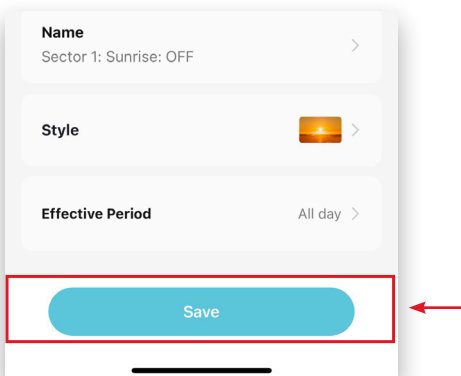 Name
Sector 1: Sunrise: OFF
Style
Effective Period All day
Save